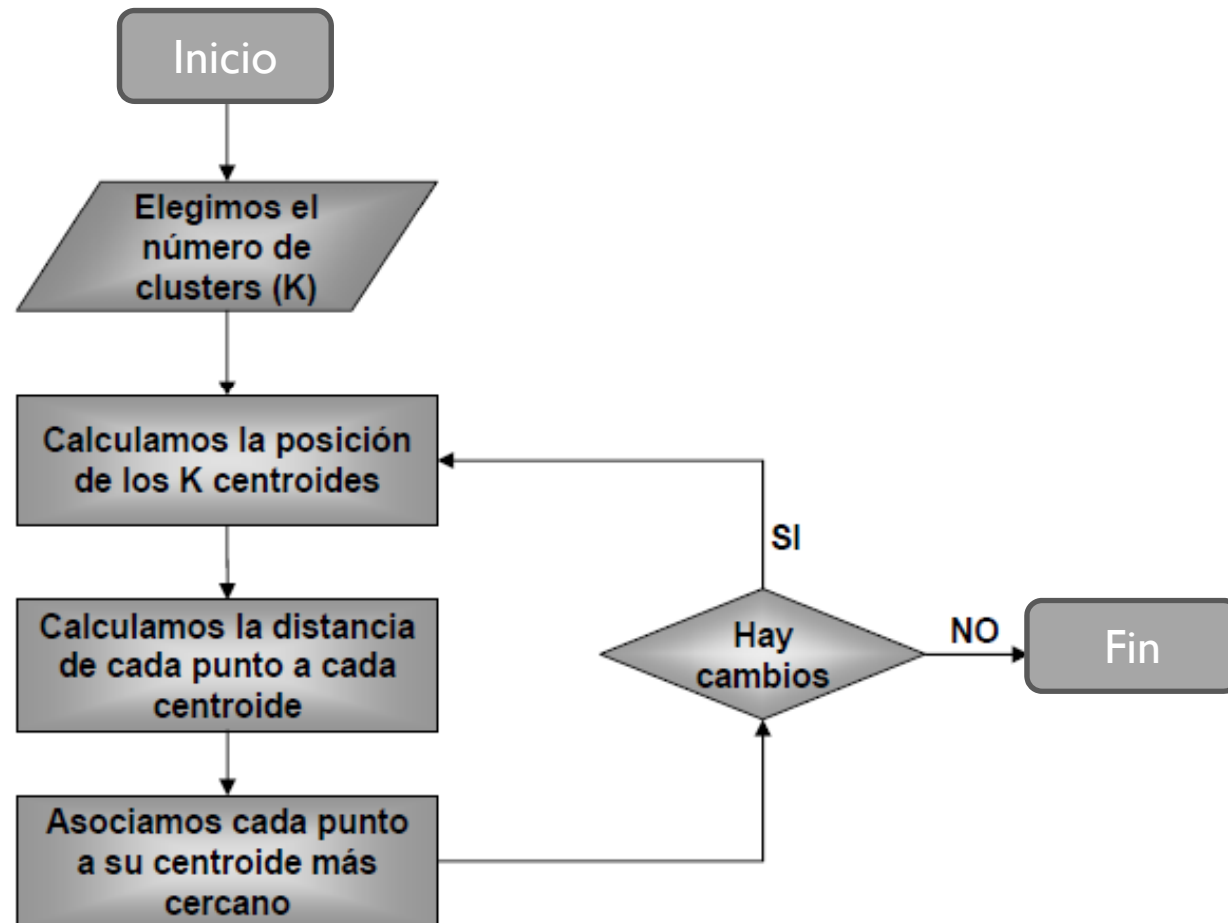 Inicio
Elegimos el
número de
clusters (K)
Calculamos la posición
de los K centroides
Calculamos la distancia
de cada punto a cada
centroide
Asociamos cada punto
a su centroide más
cercano
Hay
cambios
SI
NO
Fin